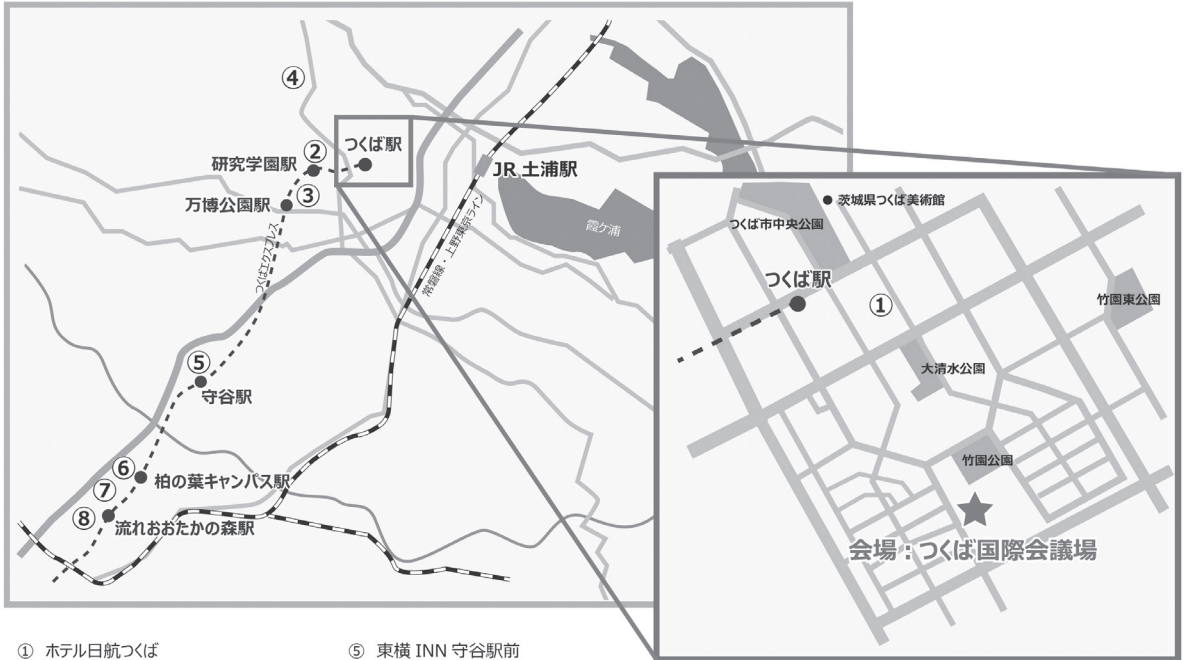 ④
つくば駅
②
研究学園駅
JR 土浦駅
③
万博公園駅
つくばエクスプレス
常磐線・上野東京ライン
霞ケ浦
⑤
守谷駅
⑥
柏の葉キャンパス駅
⑦
⑧
流れおおたかの森駅
茨城県つくば美術館
つくば市中央公園
つくば駅
①
竹園東公園
大清水公園
竹園公園
会場:つくば国際会議場
① ホテル日航つくば
⑤ 東横 INN 守谷駅前